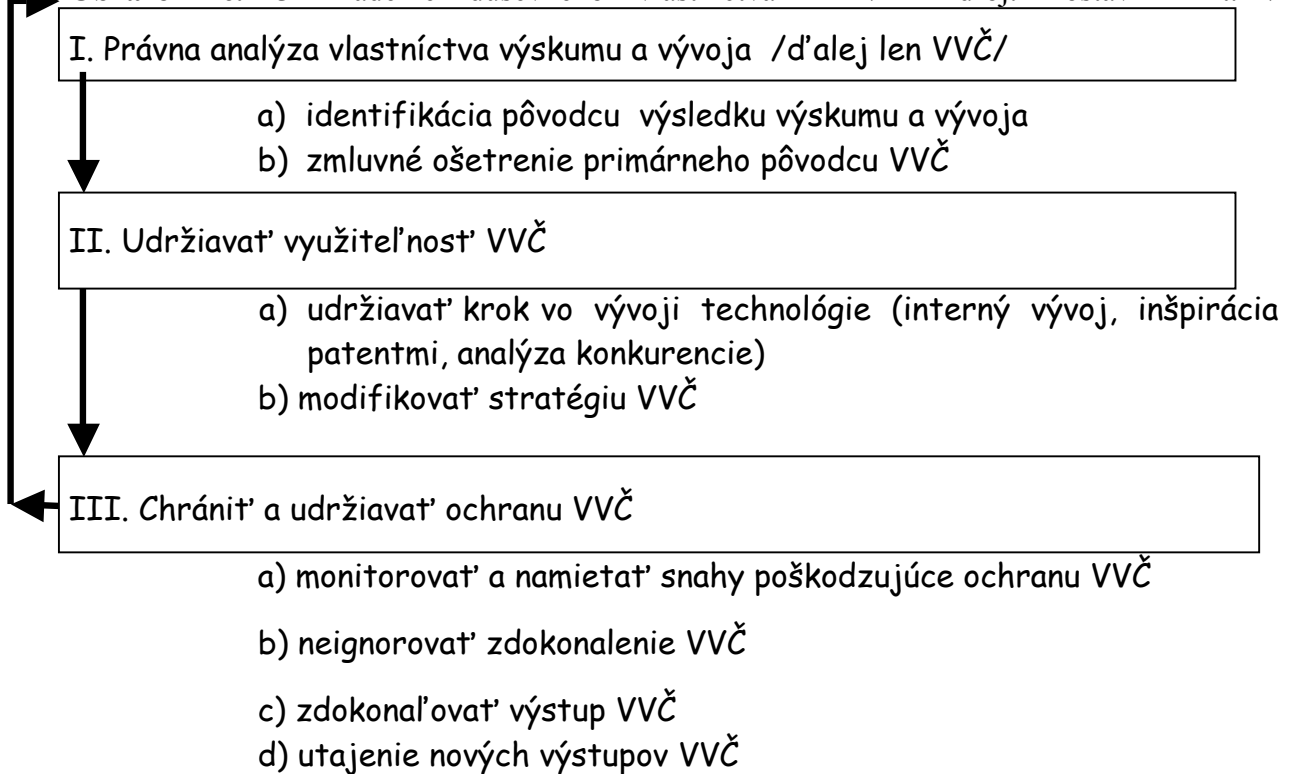 I. Právna analýza vlastníctva výskumu a vývoja /ďalej len VVČ/
a) identifikácia pôvodcu výsledku výskumu a vývoja
b) zmluvné ošetrenie primárneho pôvodcu VVČ
II. Udržiavať využiteľnosť VVČ
a) udržiavať krok vo vývoji technológie (interný vývoj, inšpirácia
patentmi, analýza konkurencie)
b) modifikovať stratégiu VVČ
III. Chrániť a udržiavať ochranu VVČ
a) monitorovať a namietať snahy poškodzujúce ochranu VVČ
b) neignorovať zdokonalenie VVČ
c) zdokonaľovať výstup VVČ
d) utajenie nových výstupov VVČ